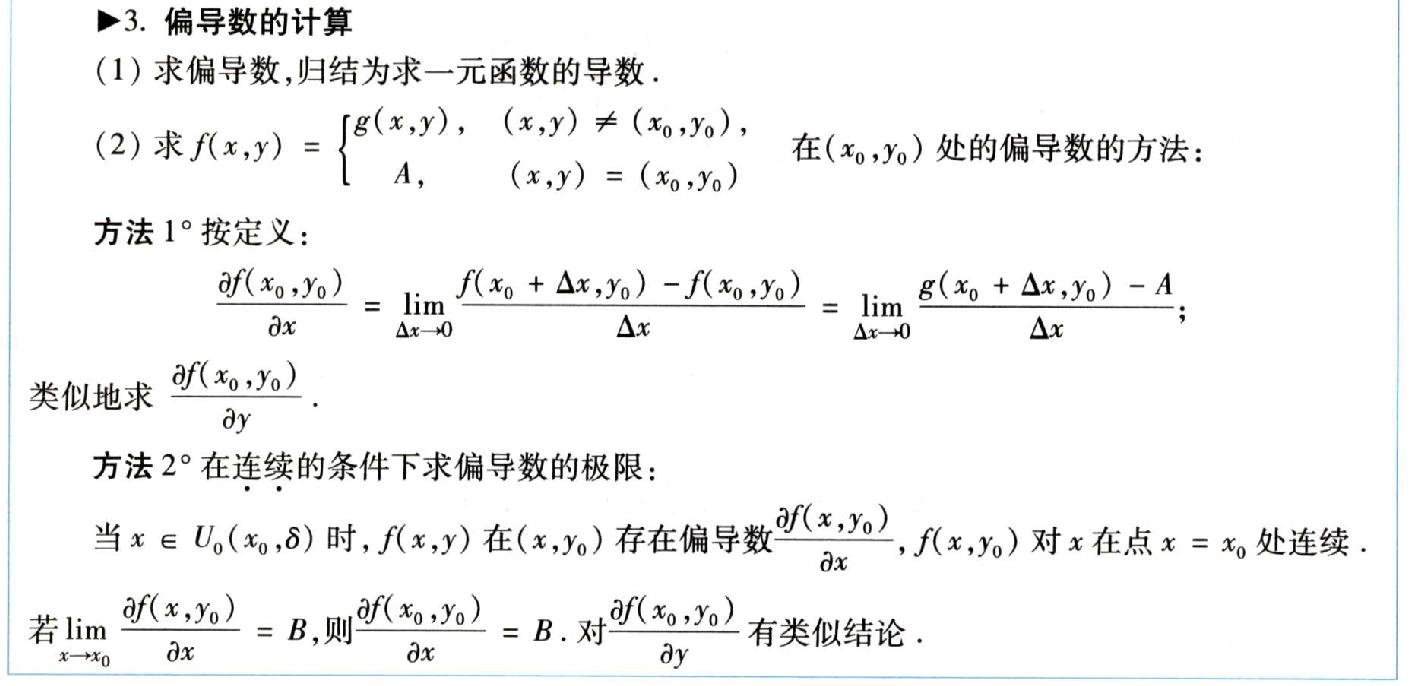 ▶3. 偏导数的计算
(1) 求偏导数,归结为求一元函数的导数.
(2) 求 $f(x,y) = \begin{cases} g(x,y), & (x,y) \neq (x_0,y_0), \\ A, & (x,y) = (x_0,y_0) \end{cases}$ 在$(x_0,y_0)$ 处的偏导数的方法:
方法 1° 按定义:
$\frac{\partial f(x_0,y_0)}{\partial x} = \lim_{\Delta x \to 0} \frac{f(x_0 + \Delta x,y_0) - f(x_0,y_0)}{\Delta x} = \lim_{\Delta x \to 0} \frac{g(x_0 + \Delta x,y_0) - A}{\Delta x};$
类似地求 $\frac{\partial f(x_0,y_0)}{\partial y}$.
方法 2° 在连续的条件下求偏导数的极限:
当 $x \in U_0(x_0,\delta)$ 时, $f(x,y)$ 在$(x,y_0)$ 存在偏导数$\frac{\partial f(x,y_0)}{\partial x}$, $f(x,y_0)$ 对 $x$ 在点 $x = x_0$ 处连续.
若$\lim_{x \to x_0} \frac{\partial f(x,y_0)}{\partial x} = B$,则$\frac{\partial f(x_0,y_0)}{\partial x} = B$. 对$\frac{\partial f(x_0,y_0)}{\partial y}$ 有类似结论.